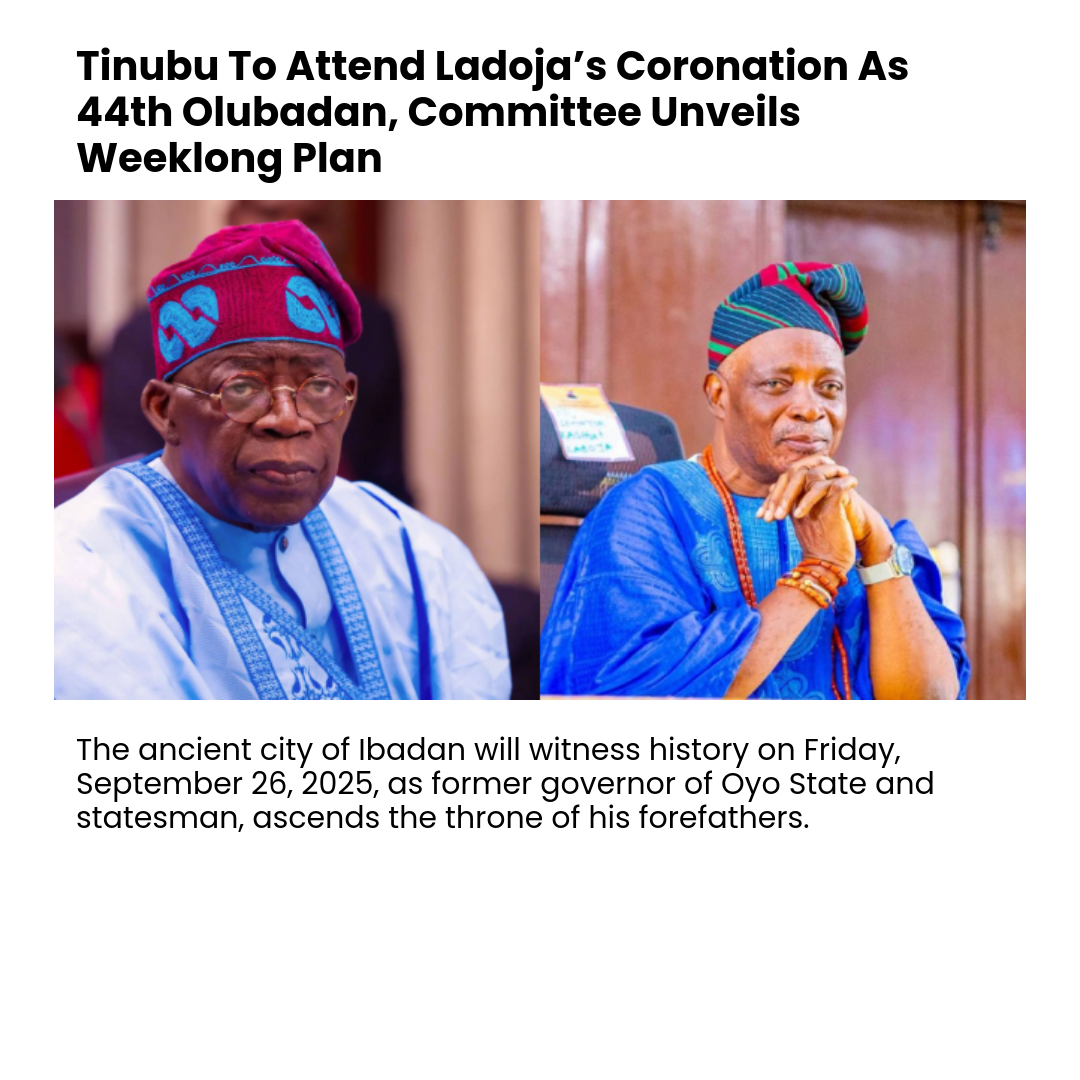 Tinubu To Attend Ladoja’s Coronation As
44th Olubadan, Committee Unveils
Weeklong Plan
LADOJA
The ancient city of Ibadan will witness history on Friday,
September 26, 2025, as former governor of Oyo State and
statesman, ascends the throne of his forefathers.